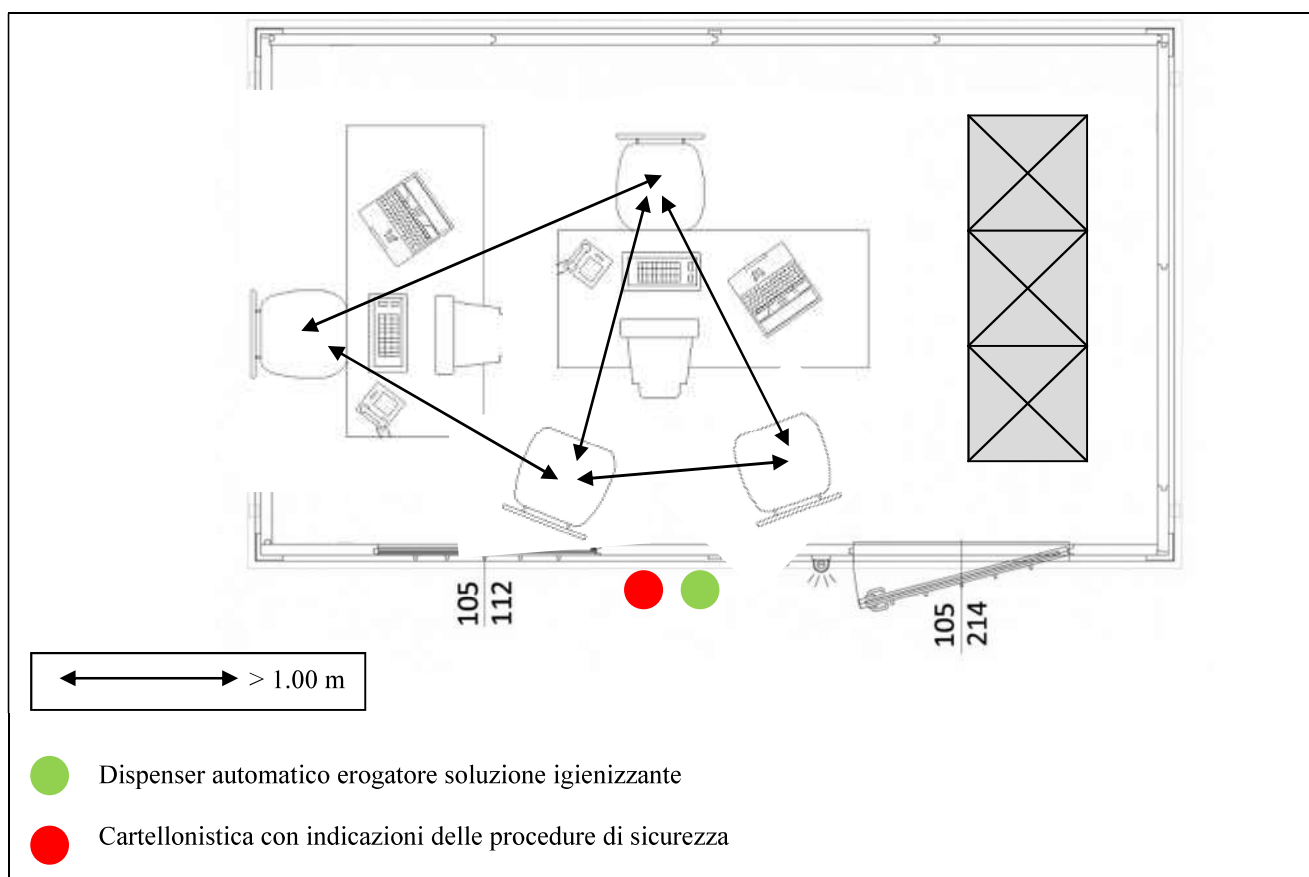 105
112
105
214
> 1.00 m
Dispenser automatico erogatore soluzione igienizzante
Cartellonistica con indicazioni delle procedure di sicurezza